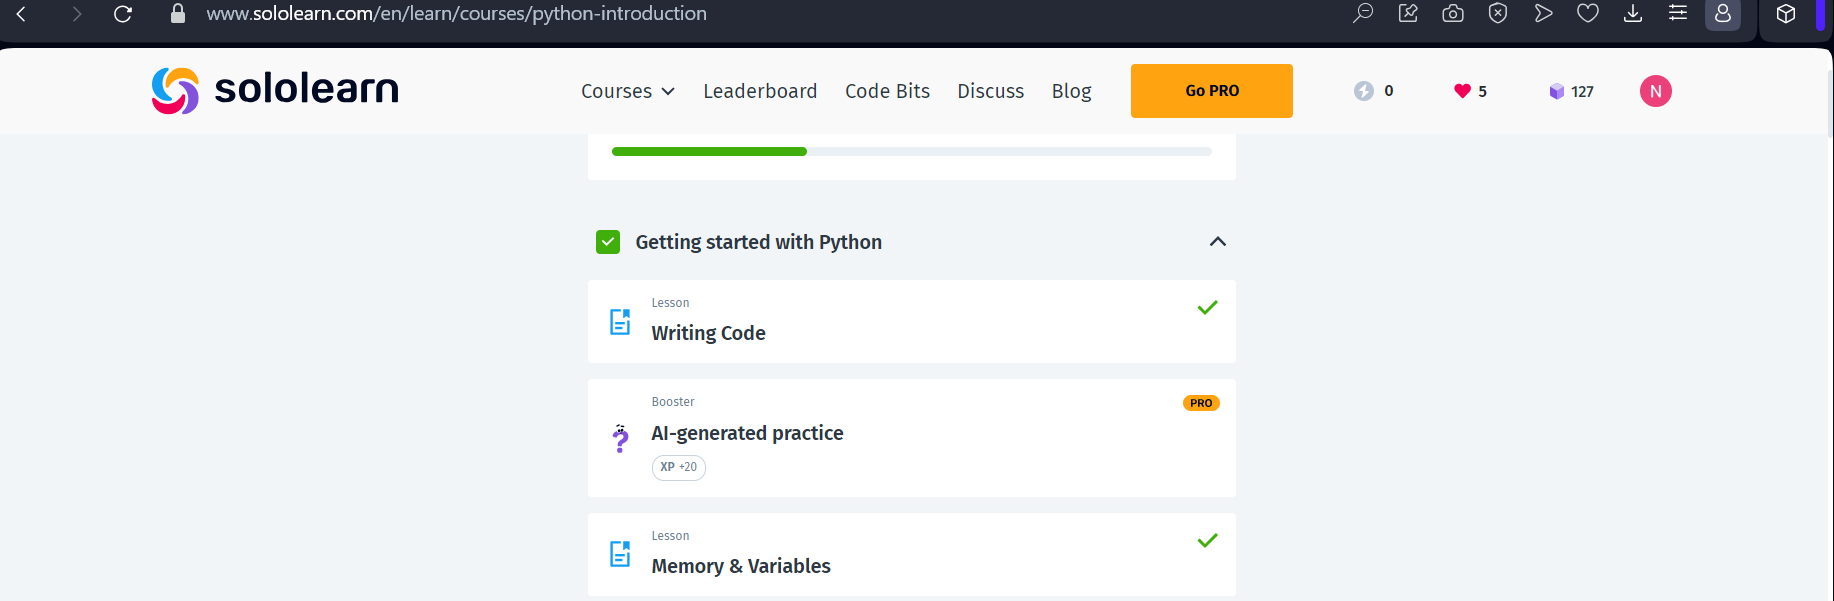 www.sololearn.com/en/learn/courses/python-introduction
sololearn Courses Leaderboard Code Bits Discuss Blog Go PRO 0 5 127 N
Getting started with Python
Lesson
Writing Code
Booster PRO
AI-generated practice
XP +20
Lesson
Memory & Variables